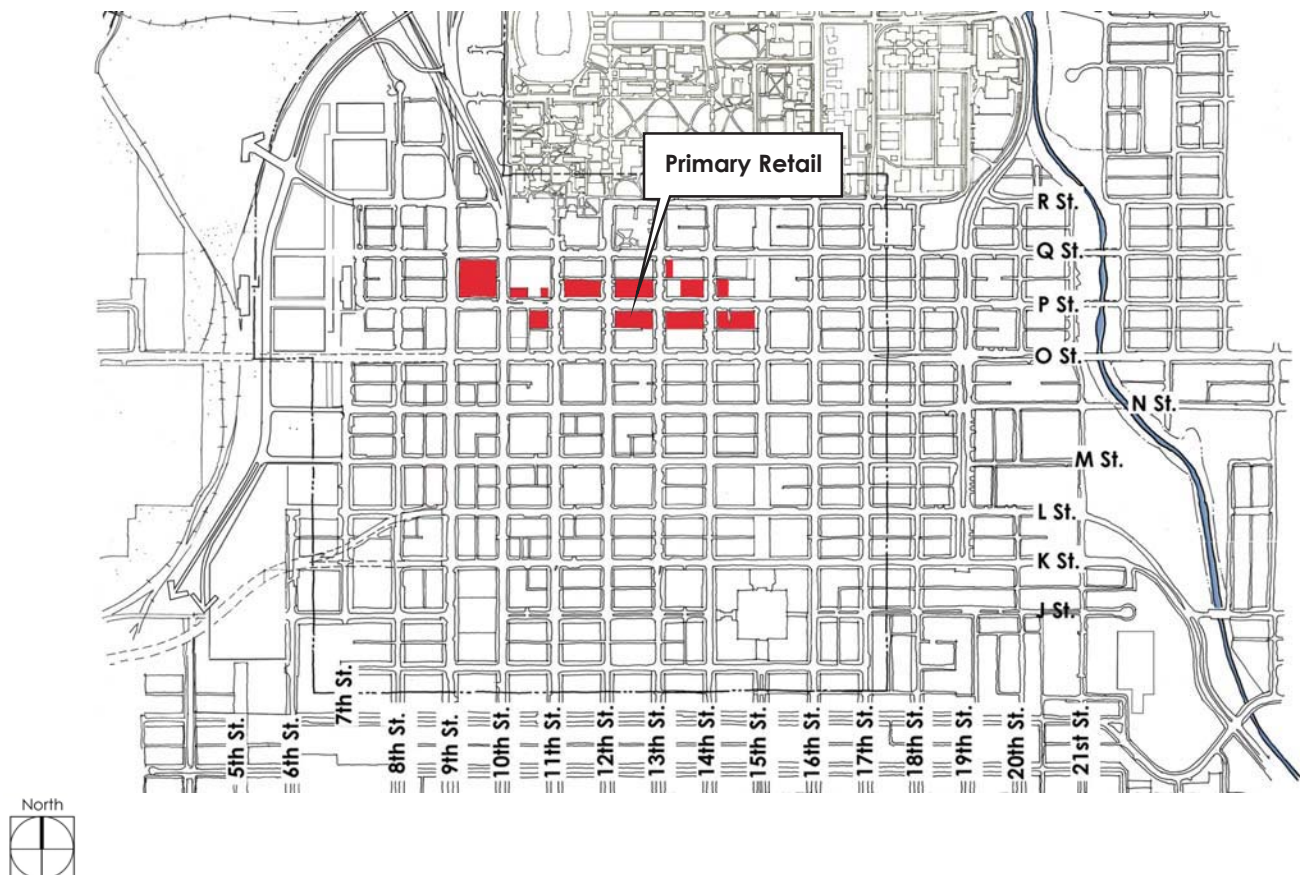 Primary Retail
R St.
Q St.
P St.
O St.
N St.
M St.
L St.
K St.
J St.
5th St.
6th St.
7th St.
8th St.
9th St.
10th St.
11th St.
12th St.
13th St.
14th St.
15th St.
16th St.
17th St.
18th St.
19th St.
20th St.
21st St.
North